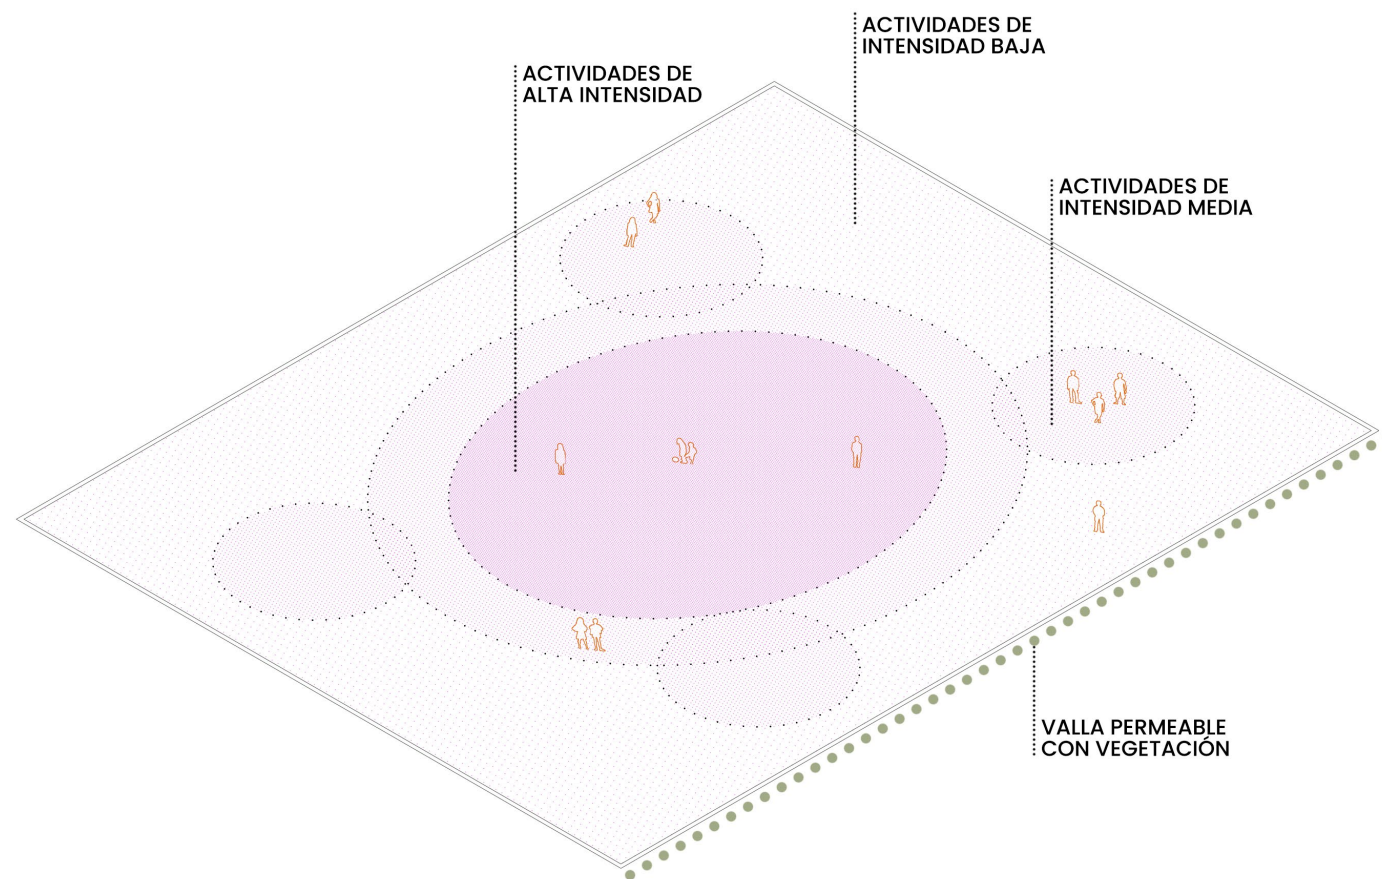 ACTIVIDADES DE
INTENSIDAD BAJA
ACTIVIDADES DE
ALTA INTENSIDAD
ACTIVIDADES DE
INTENSIDAD MEDIA
VALLA PERMEABLE
CON VEGETACIÓN